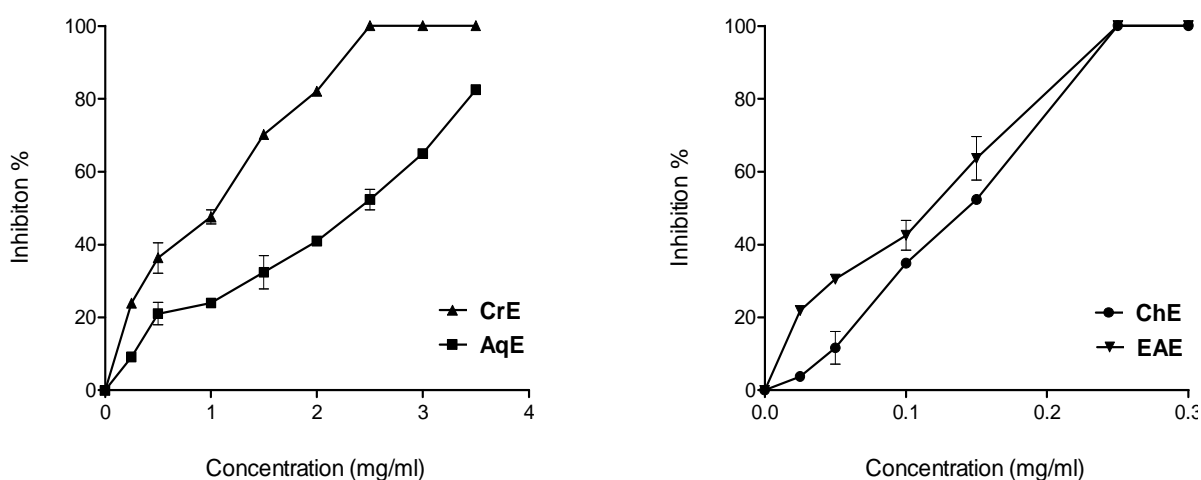 100
80
60
40
20
0
Inhibiton %
0 1 2 3 4
Concentration (mg/ml)
CrE
AqE
100
80
60
40
20
0
Inhibition %
0.0 0.1 0.2 0.3
Concentration (mg/ml)
ChE
EAE